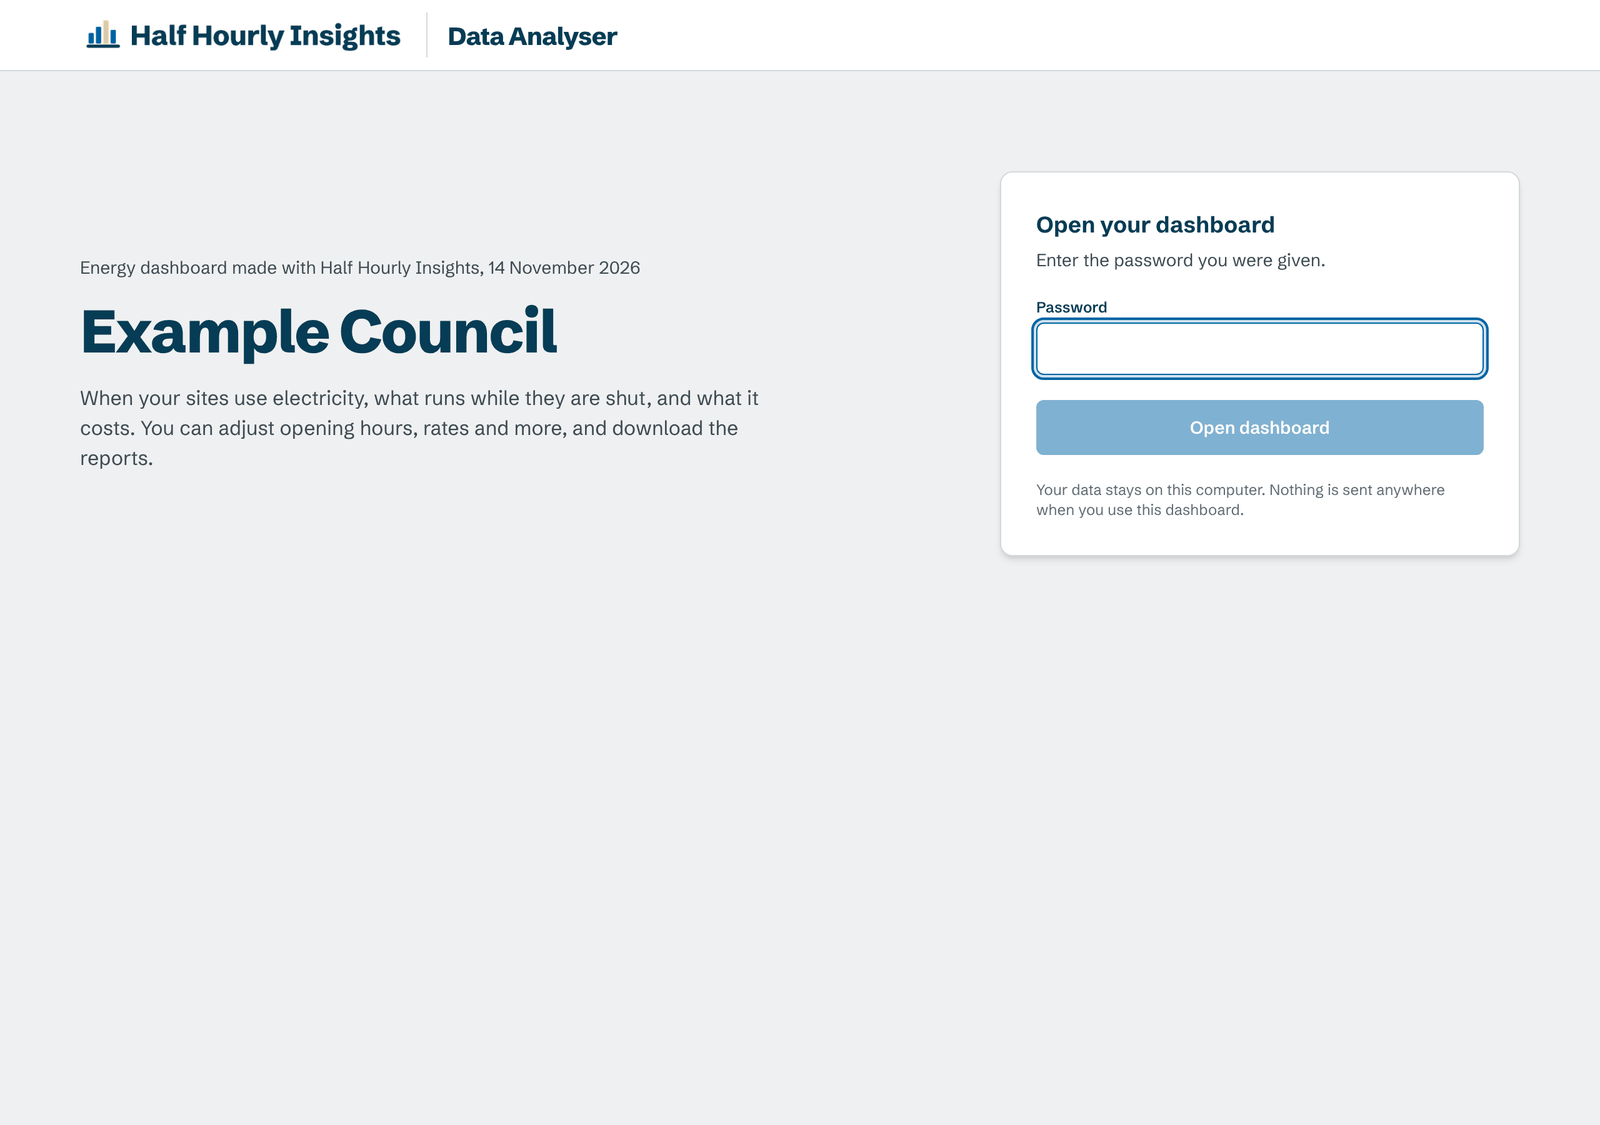 Half Hourly Insights
Data Analyser
Energy dashboard made with Half Hourly Insights, 14 November 2026
Example Council
When your sites use electricity, what runs while they are shut, and what it
costs. You can adjust opening hours, rates and more, and download the
reports.
Open your dashboard
Enter the password you were given.
Password
Open dashboard
Your data stays on this computer. Nothing is sent anywhere
when you use this dashboard.